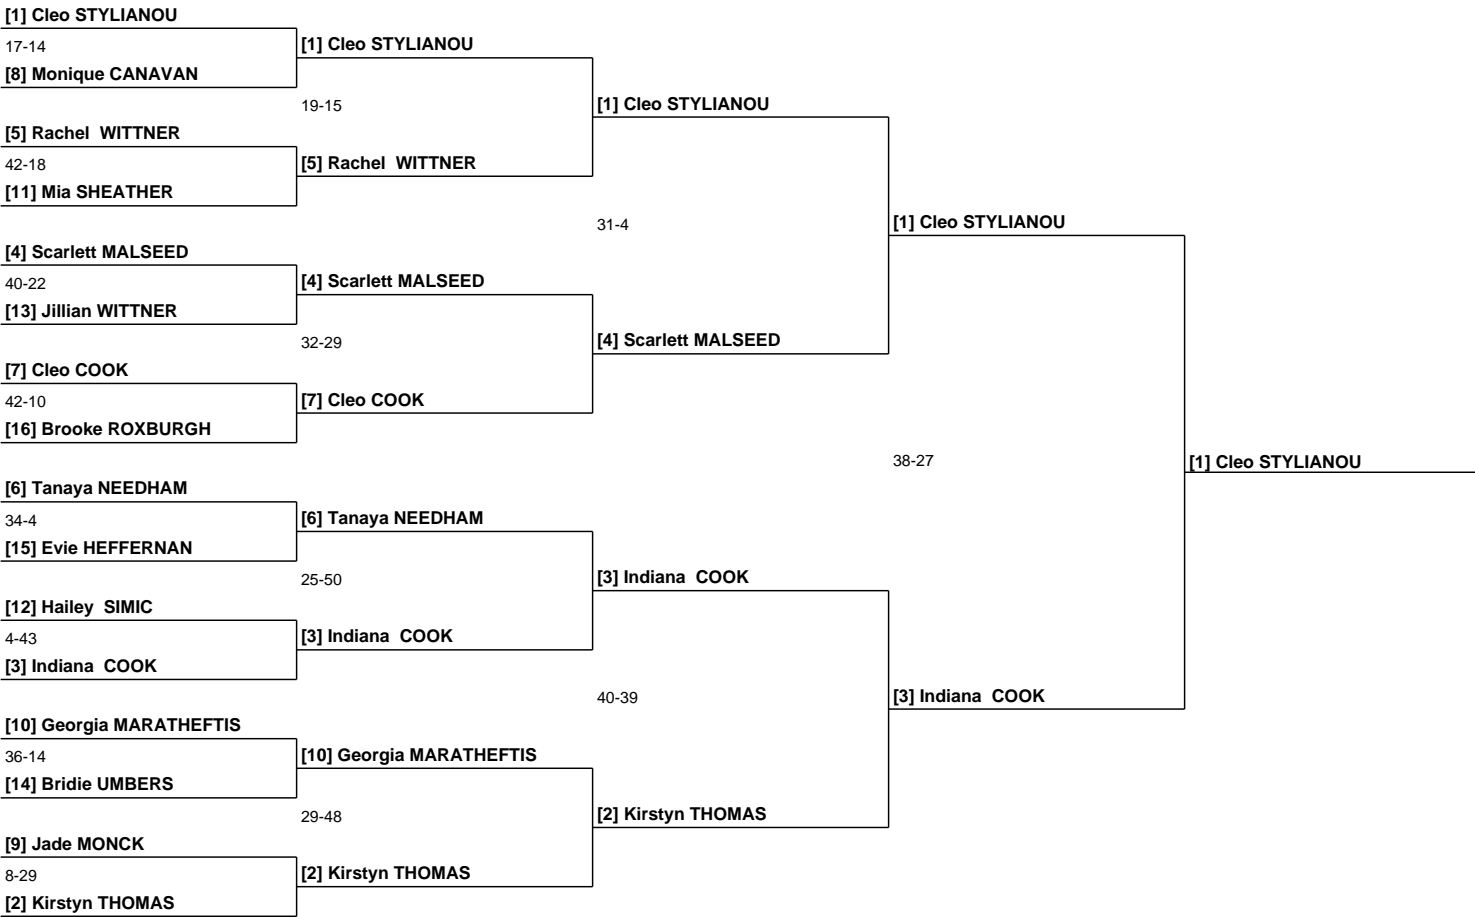 [1] Cleo STYLIANOU
17-14
[8] Monique CANAVAN
[5] Rachel  WITTNER
42-18
[11] Mia SHEATHER
[4] Scarlett MALSEED
40-22
[13] Jillian WITTNER
[7] Cleo COOK
42-10
[16] Brooke ROXBURGH
[6] Tanaya NEEDHAM
34-4
[15] Evie HEFFERNAN
[12] Hailey  SIMIC
4-43
[3] Indiana  COOK
[10] Georgia MARATHEFTIS
36-14
[14] Bridie UMBERS
[9] Jade MONCK
8-29
[2] Kirstyn THOMAS
[1] Cleo STYLIANOU
19-15
[5] Rachel  WITTNER
[4] Scarlett MALSEED
32-29
[7] Cleo COOK
[6] Tanaya NEEDHAM
25-50
[3] Indiana  COOK
[10] Georgia MARATHEFTIS
29-48
[2] Kirstyn THOMAS
[1] Cleo STYLIANOU
31-4
[4] Scarlett MALSEED
[3] Indiana  COOK
40-39
[2] Kirstyn THOMAS
[1] Cleo STYLIANOU
38-27
[3] Indiana  COOK
[1] Cleo STYLIANOU